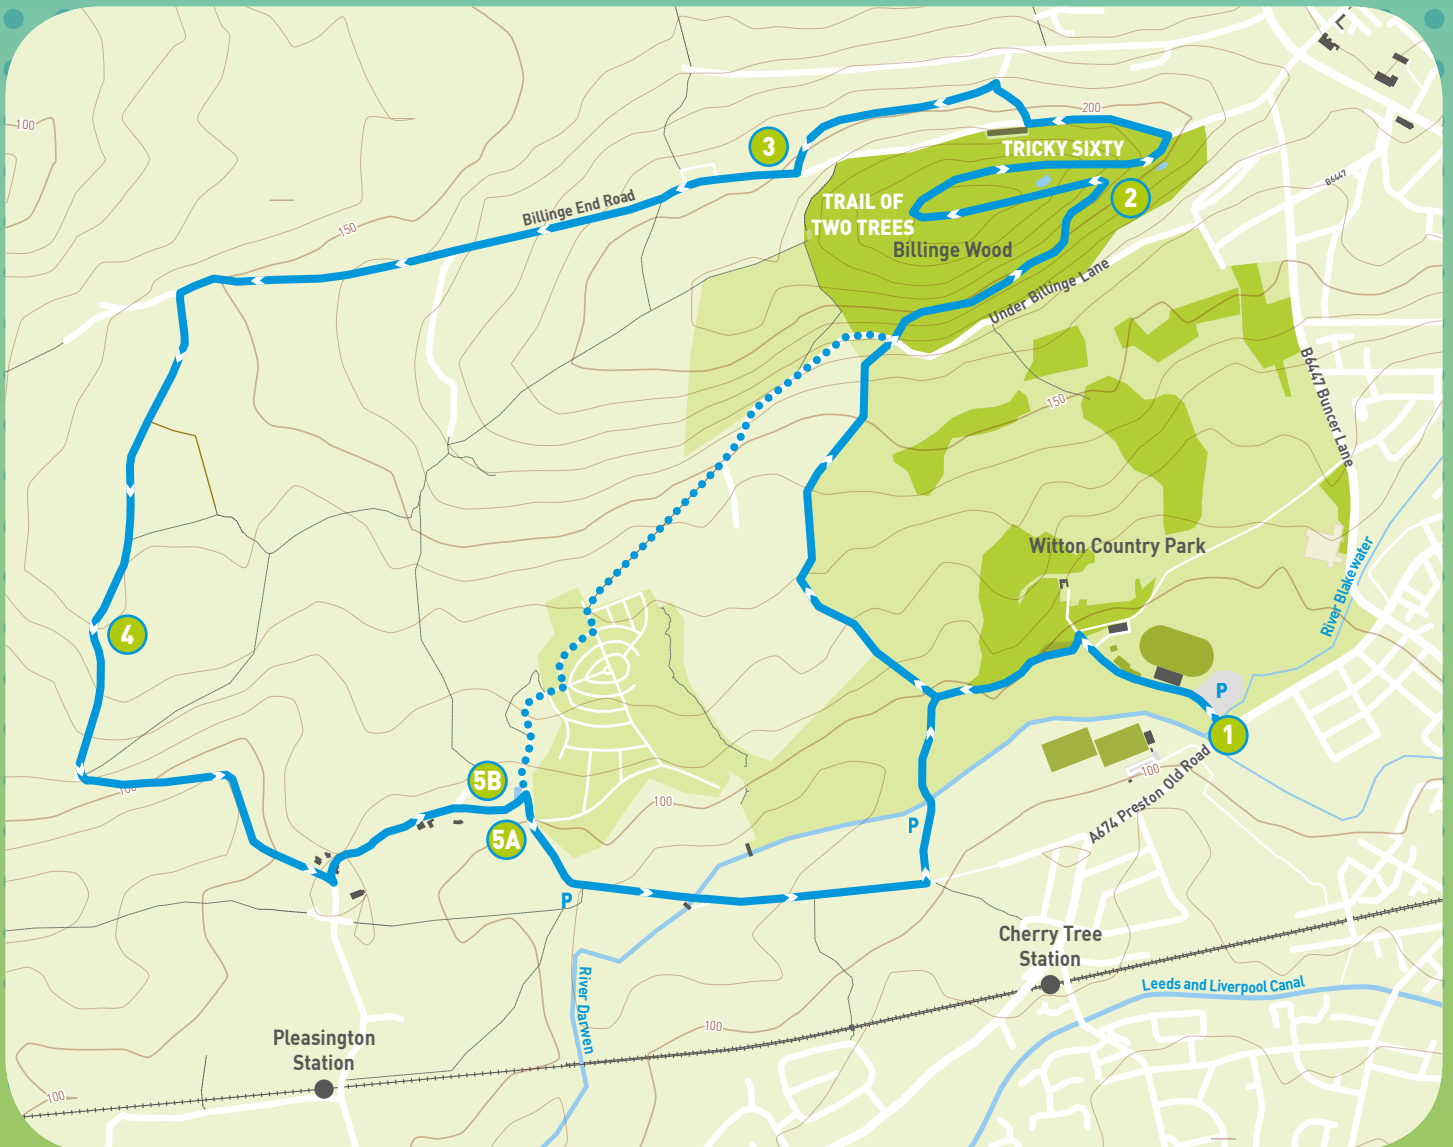 100
200
TRICKY SIXTY
3
B6447
2
TRAIL OF
TWO TREES
Billinge End Road
150
Billinge Wood
Under Billinge Lane
B6447 Buncer Lane
150
Witton Country Park
River Blakewater
4
P
1
5B
100
100
100
A674 Preston Old Road
P
5A
P
Cherry Tree
Station
Leeds and Liverpool Canal
River Darwen
100
Pleasington
Station
100